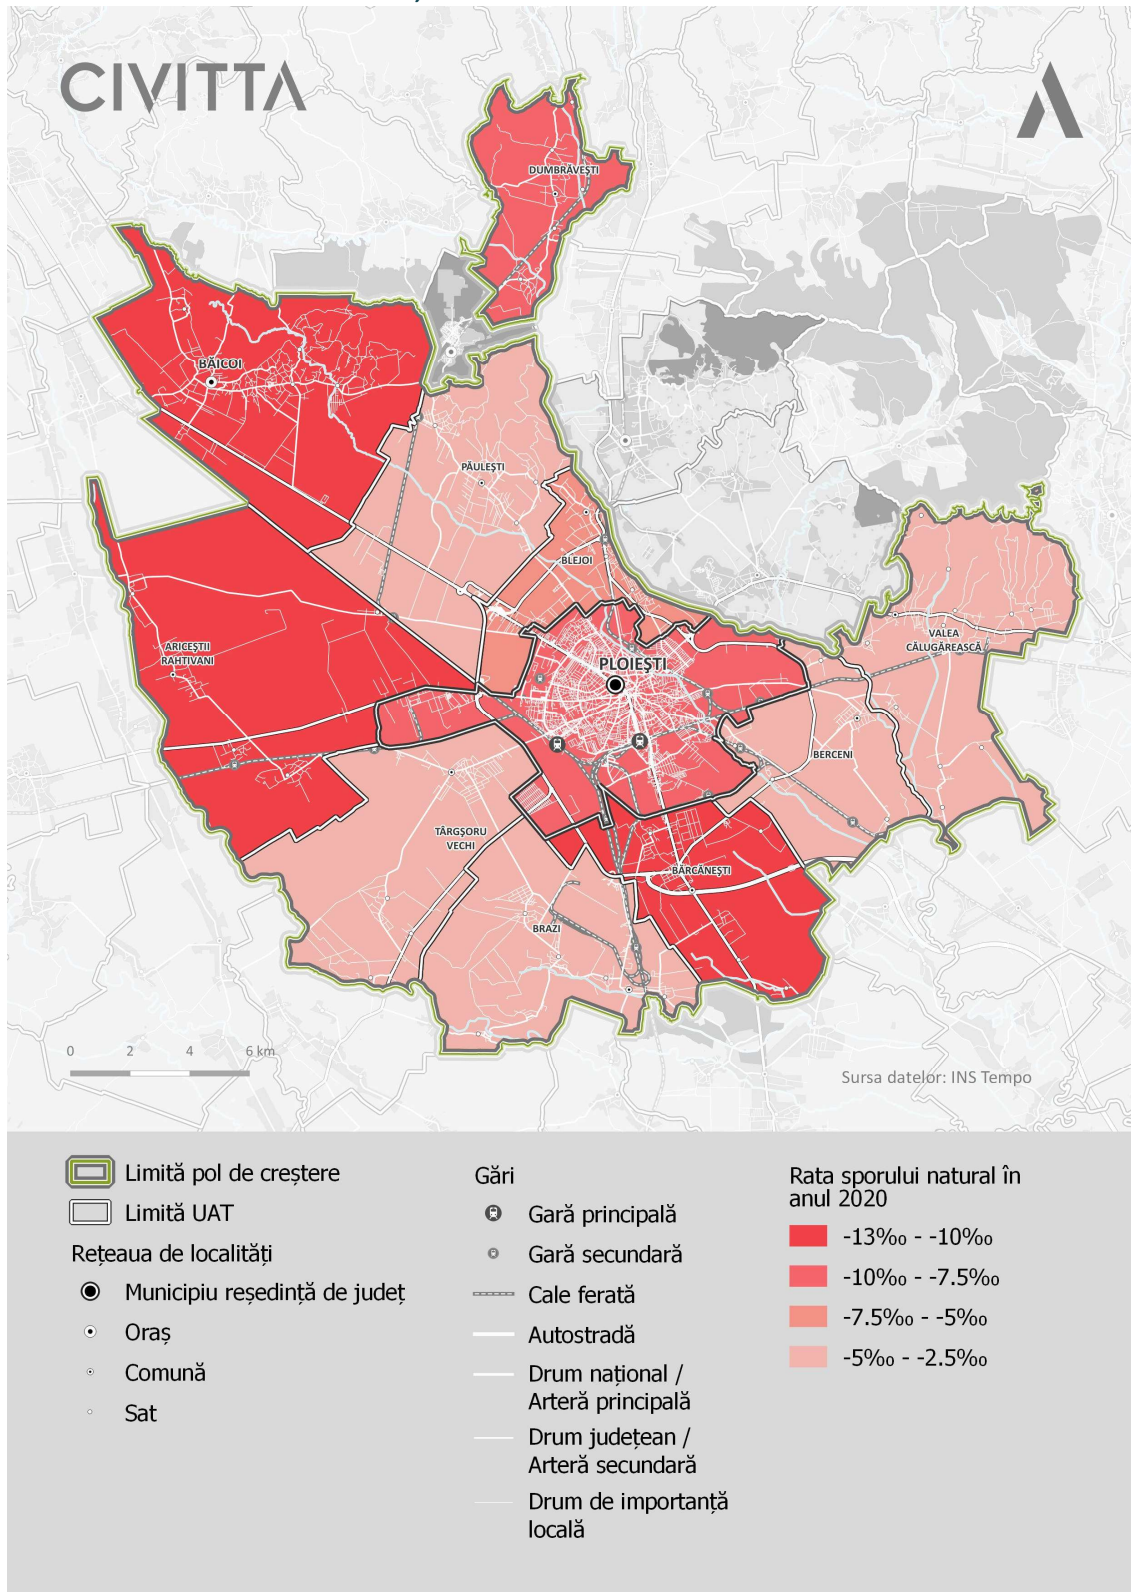 CIVITTA
DUMBRĂVEȘTI
BĂICOI
PĂULEȘTI
BLEJOI
ARICEȘTII
RAHTIVANI
PLOIEȘTI
VALEA
CĂLUGĂREASCĂ
BERCENI
TÂRGȘORU
VECHI
BĂRCĂNEȘTI
BRAZI
0 2 4 6 km
Sursa datelor: INS Tempo
Limită pol de creștere
Limită UAT
Rețeaua de localități
Municipiu reședință de județ
Oraș
Comună
Sat
Gări
Gară principală
Gară secundară
Cale ferată
Autostradă
Drum național /
Arteră principală
Drum județean /
Arteră secundară
Drum de importanță
locală
Rata sporului natural în
anul 2020
-13‰ - -10‰
-10‰ - -7.5‰
-7.5‰ - -5‰
-5‰ - -2.5‰